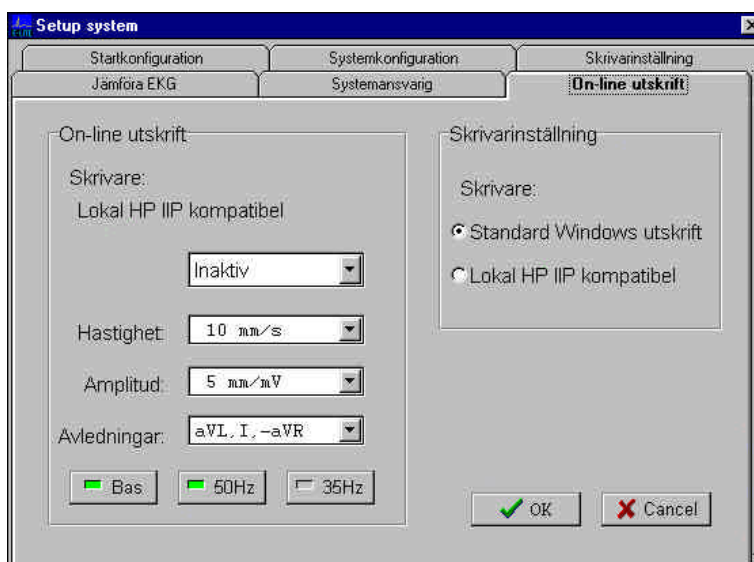 Setup system
Startkonfiguration
Systemkonfiguration
Skrivarinställning
Jämföra EKG
Systemansvarig
On-line utskrift
On-line utskrift
Skrivare:
Lokal HP IIP kompatibel
Inaktiv
Hastighet:
10 mm/s
Amplitud:
5 mm/mV
Avledningar:
aVL,I,-aVR
Bas
50Hz
35Hz
Skrivarinställning
Skrivare:
Standard Windows utskrift
Lokal HP IIP kompatibel
OK
Cancel